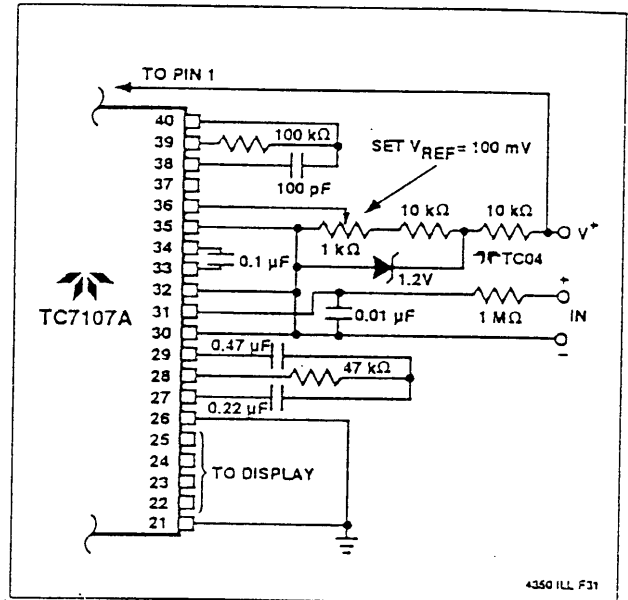 TO PIN 1
40
39
100 kΩ
38
100 pF
37
SET VREF = 100 mV
36
35
10 kΩ
10 kΩ
V+
1 kΩ
34
0.1 µF
33
TC04
1.2V
32
+
31
0.01 µF
1 MΩ
IN
30
–
TC7107A
29
0.47 µF
28
47 kΩ
27
0.22 µF
26
25
24
TO DISPLAY
23
22
21
4350 ILL F31